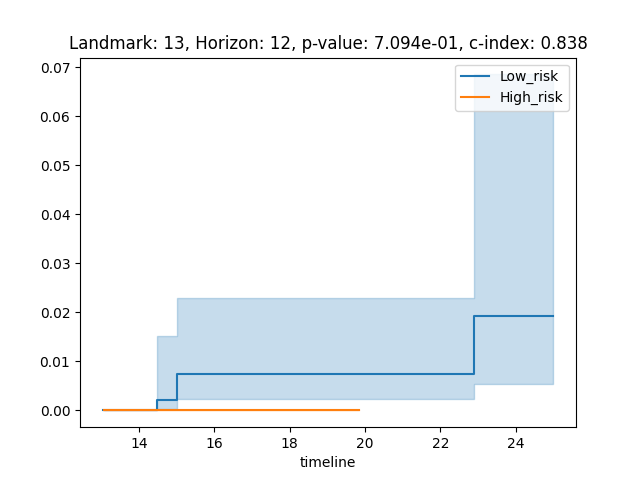 Landmark: 13, Horizon: 12, p-value: 7.094e-01, c-index: 0.838
Low_risk
High_risk
0.07
0.06
0.05
0.04
0.03
0.02
0.01
0.00
14 16 18 20 22 24
timeline